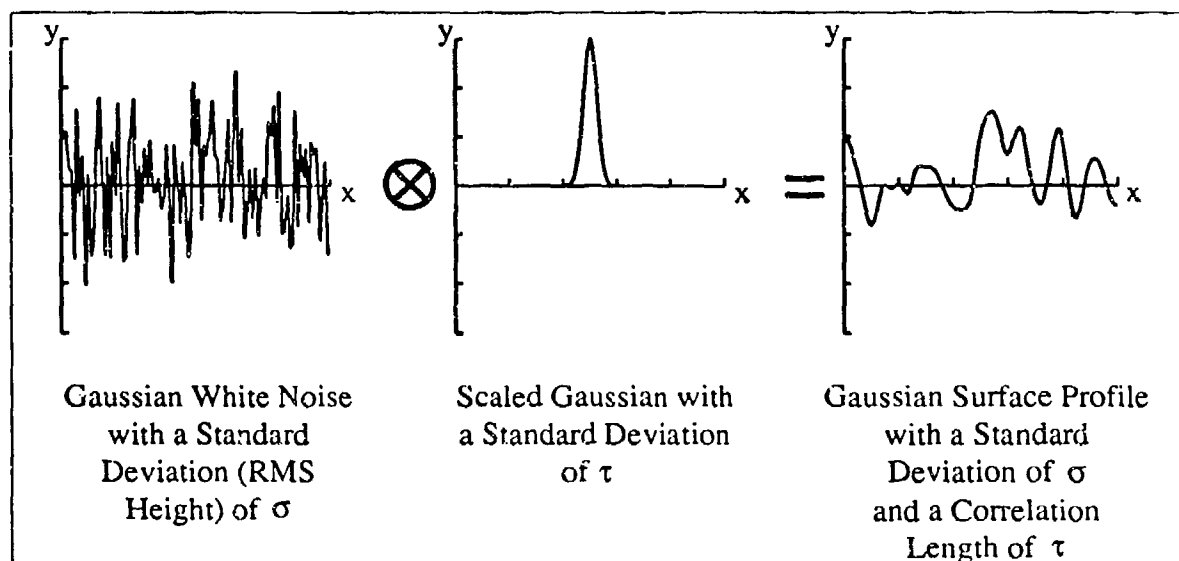 y
x
⊗
y
x
=
y
x
Gaussian White Noise
with a Standard
Deviation (RMS
Height) of σ
Scaled Gaussian with
a Standard Deviation
of τ
Gaussian Surface Profile
with a Standard
Deviation of σ
and a Correlation
Length of τ